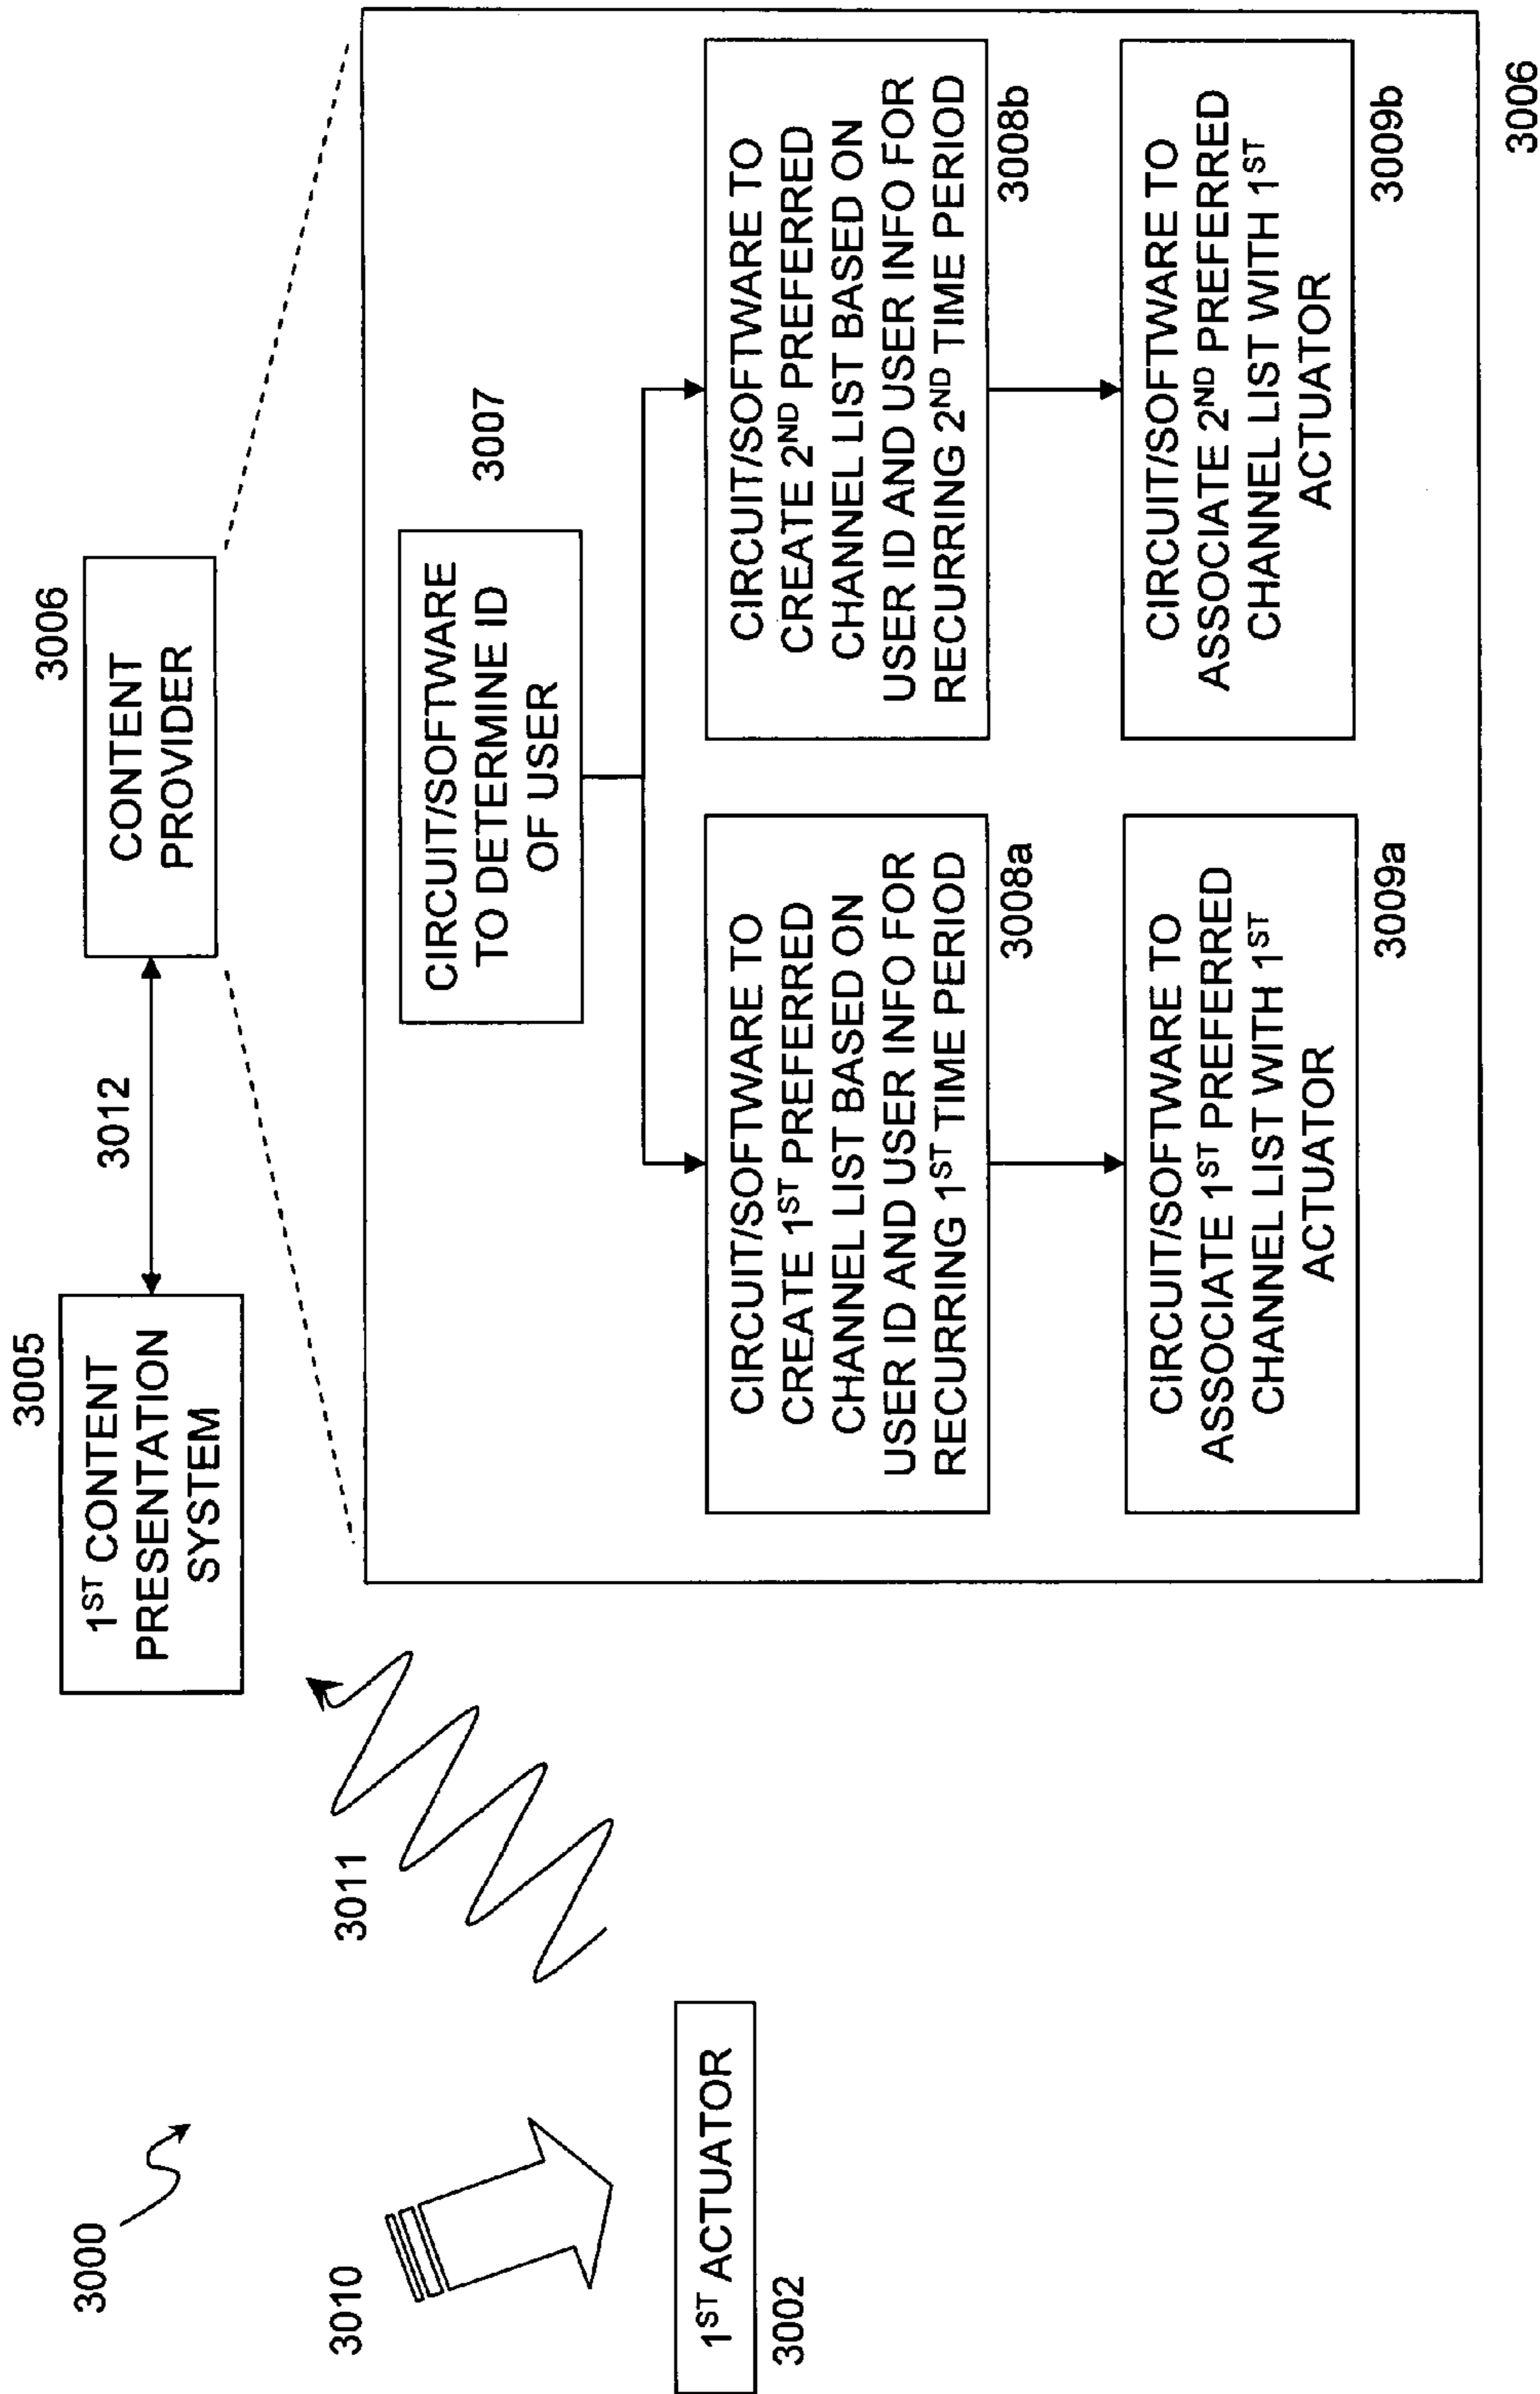 3000
3010
1ST ACTUATOR
3002
3011
3005
1ST CONTENT
PRESENTATION
SYSTEM
3012
3006
CONTENT
PROVIDER
CIRCUIT/SOFTWARE
TO DETERMINE ID
OF USER
3007
CIRCUIT/SOFTWARE TO
CREATE 1ST PREFERRED
CHANNEL LIST BASED ON
USER ID AND USER INFO FOR
RECURRING 1ST TIME PERIOD
3008a
CIRCUIT/SOFTWARE TO
CREATE 2ND PREFERRED
CHANNEL LIST BASED ON
USER ID AND USER INFO FOR
RECURRING 2ND TIME PERIOD
3008b
CIRCUIT/SOFTWARE TO
ASSOCIATE 1ST PREFERRED
CHANNEL LIST WITH 1ST
ACTUATOR
3009a
CIRCUIT/SOFTWARE TO
ASSOCIATE 2ND PREFERRED
CHANNEL LIST WITH 1ST
ACTUATOR
3009b
3006